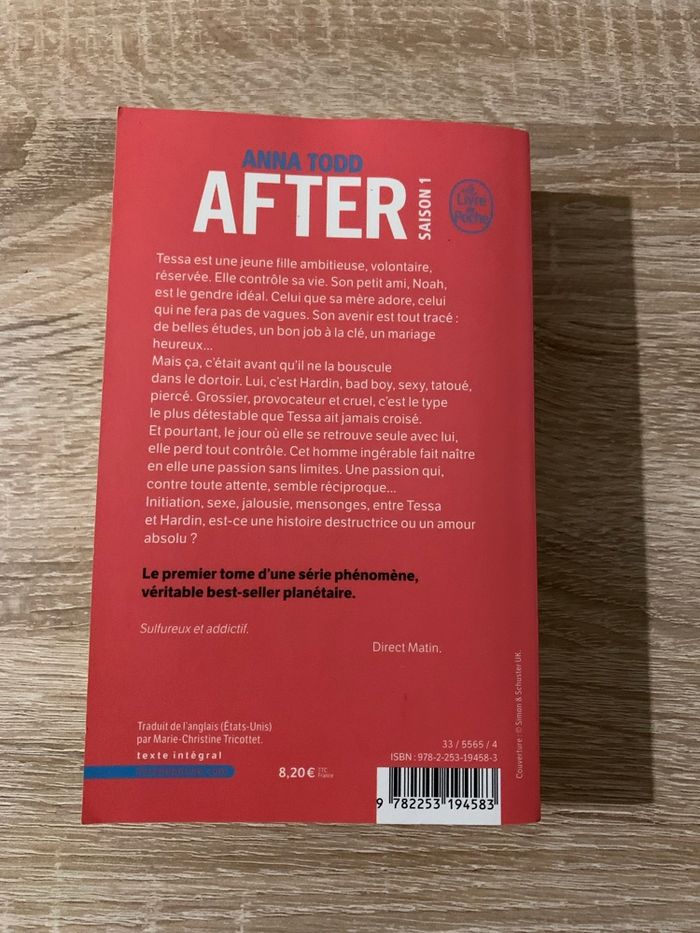 ANNA TODD
AFTER
SAISON 1
Le Livre de Poche
Tessa est une jeune fille ambitieuse, volontaire,
réservée. Elle contrôle sa vie. Son petit ami, Noah,
est le gendre idéal. Celui que sa mère adore, celui
qui ne fera pas de vagues. Son avenir est tout tracé :
de belles études, un bon job à la clé, un mariage
heureux...
Mais ça, c'était avant qu'il ne la bouscule
dans le dortoir. Lui, c'est Hardin, bad boy, sexy, tatoué,
piercé. Grossier, provocateur et cruel, c'est le type
le plus détestable que Tessa ait jamais croisé.
Et pourtant, le jour où elle se retrouve seule avec lui,
elle perd tout contrôle. Cet homme ingérable fait naître
en elle une passion sans limites. Une passion qui,
contre toute attente, semble réciproque...
Initiation, sexe, jalousie, mensonges, entre Tessa
et Hardin, est-ce une histoire destructrice ou un amour
absolu ?
Le premier tome d'une série phénomène,
véritable best-seller planétaire.
Sulfureux et addictif.
Direct Matin.
Traduit de l'anglais (États-Unis)
par Marie-Christine Tricottet.
texte intégral
8,20 € TTC France
33 / 5565 / 4
ISBN : 978-2-253-19458-3
9 782253 194583
Couverture : © Simon & Schuster UK.